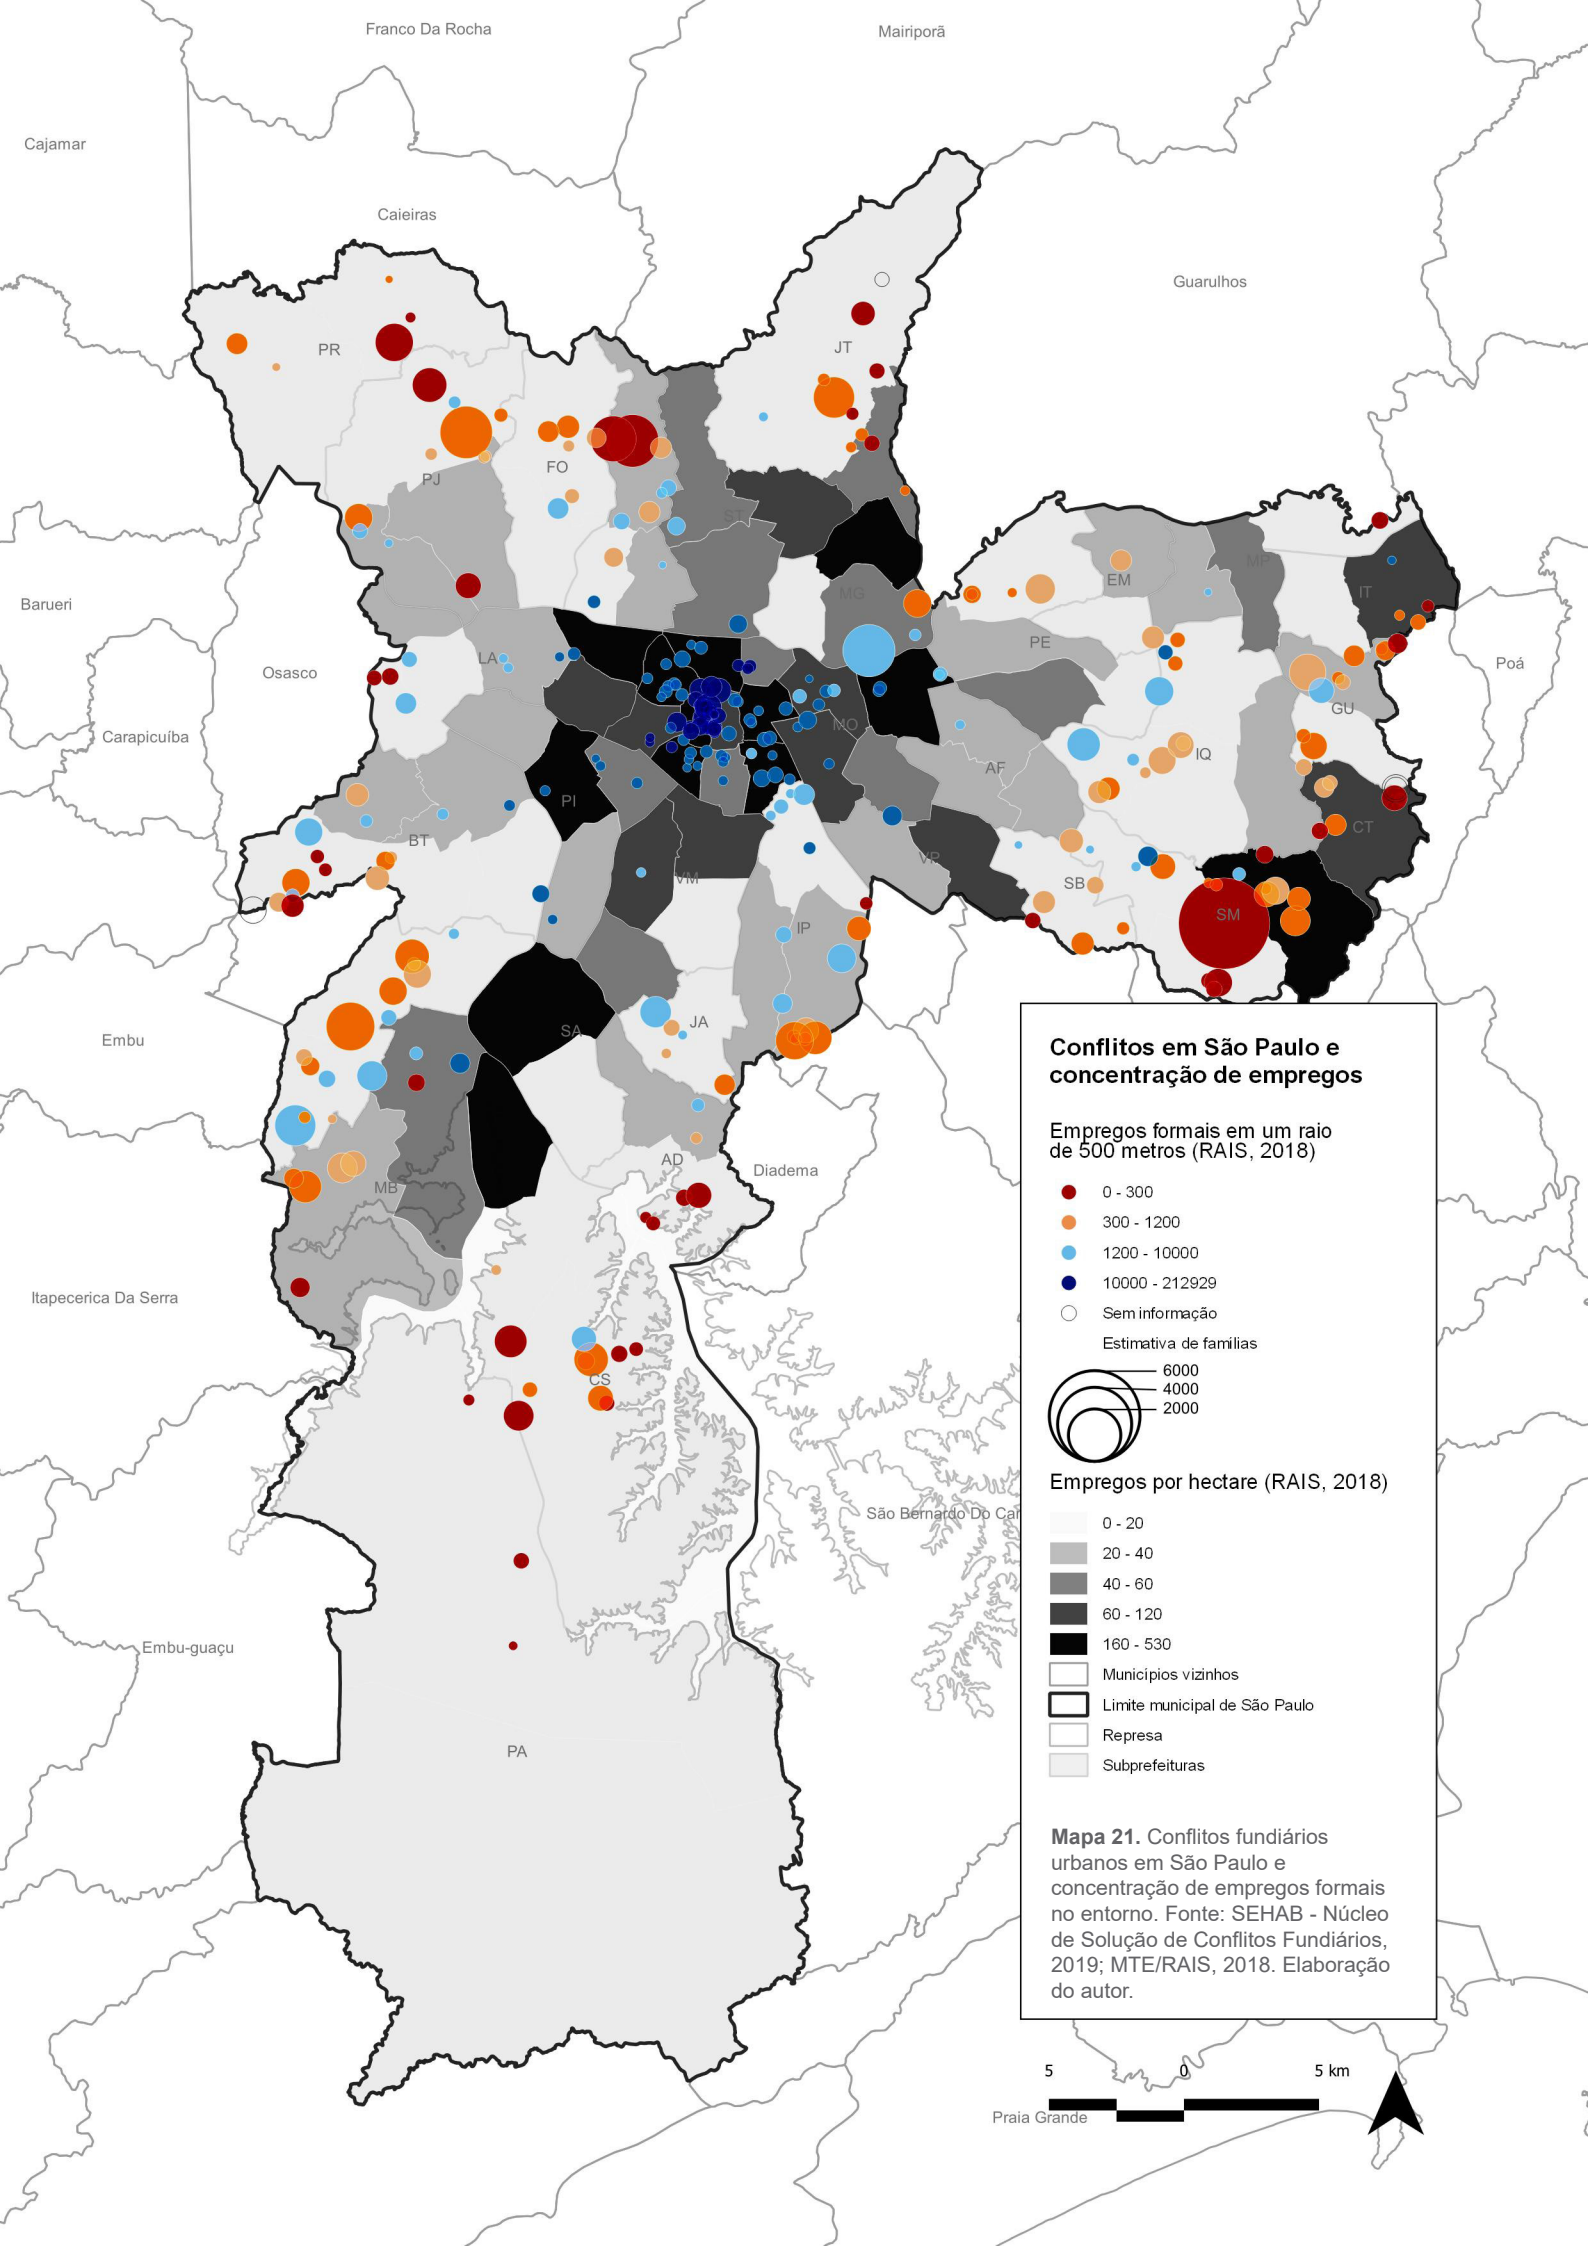 Franco Da Rocha
Mairiporã
Cajamar
Caieiras
Guarulhos
PR
JT
PJ
FO
ST
Barueri
MG
EM
MP
IT
PE
LA
Osasco
Poá
GU
Carapicuíba
MO
IQ
AF
PI
BT
CT
VP
VM
SB
SM
IP
JA
SA
Embu
AD
Diadema
MB
Itapecerica Da Serra
CS
São Bernardo Do Car
Embu-guaçu
PA
Conflitos em São Paulo e
concentração de empregos
Empregos formais em um raio
de 500 metros (RAIS, 2018)
0 - 300
300 - 1200
1200 - 10000
10000 - 212929
Sem informação
Estimativa de familias
6000
4000
2000
Empregos por hectare (RAIS, 2018)
0 - 20
20 - 40
40 - 60
60 - 120
160 - 530
Municipios vizinhos
Limite municipal de São Paulo
Represa
Subprefeituras
Mapa 21. Conflitos fundiários
urbanos em São Paulo e
concentração de empregos formais
no entorno. Fonte: SEHAB - Núcleo
de Solução de Conflitos Fundiários,
2019; MTE/RAIS, 2018. Elaboração
do autor.
5 0 5 km
Praia Grande